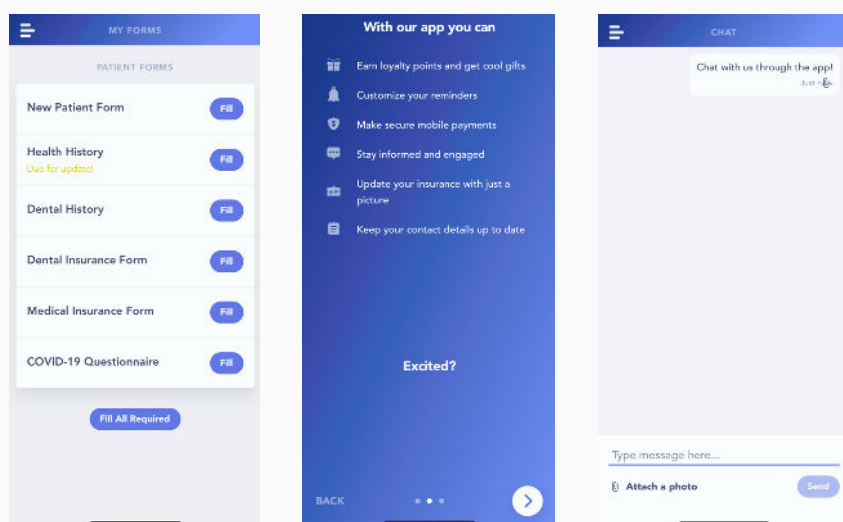 MY FORMS
PATIENT FORMS
New Patient Form
Fill
Health History
Due for update!
Fill
Dental History
Fill
Dental Insurance Form
Fill
Medical Insurance Form
Fill
COVID-19 Questionnaire
Fill
Fill All Required
With our app you can
Earn loyalty points and get cool gifts
Customize your reminders
Make secure mobile payments
Stay informed and engaged
Update your insurance with just a
picture
Keep your contact details up to date
Excited?
BACK
CHAT
Chat with us through the app!
Just
Type message here...
Attach a photo
Send